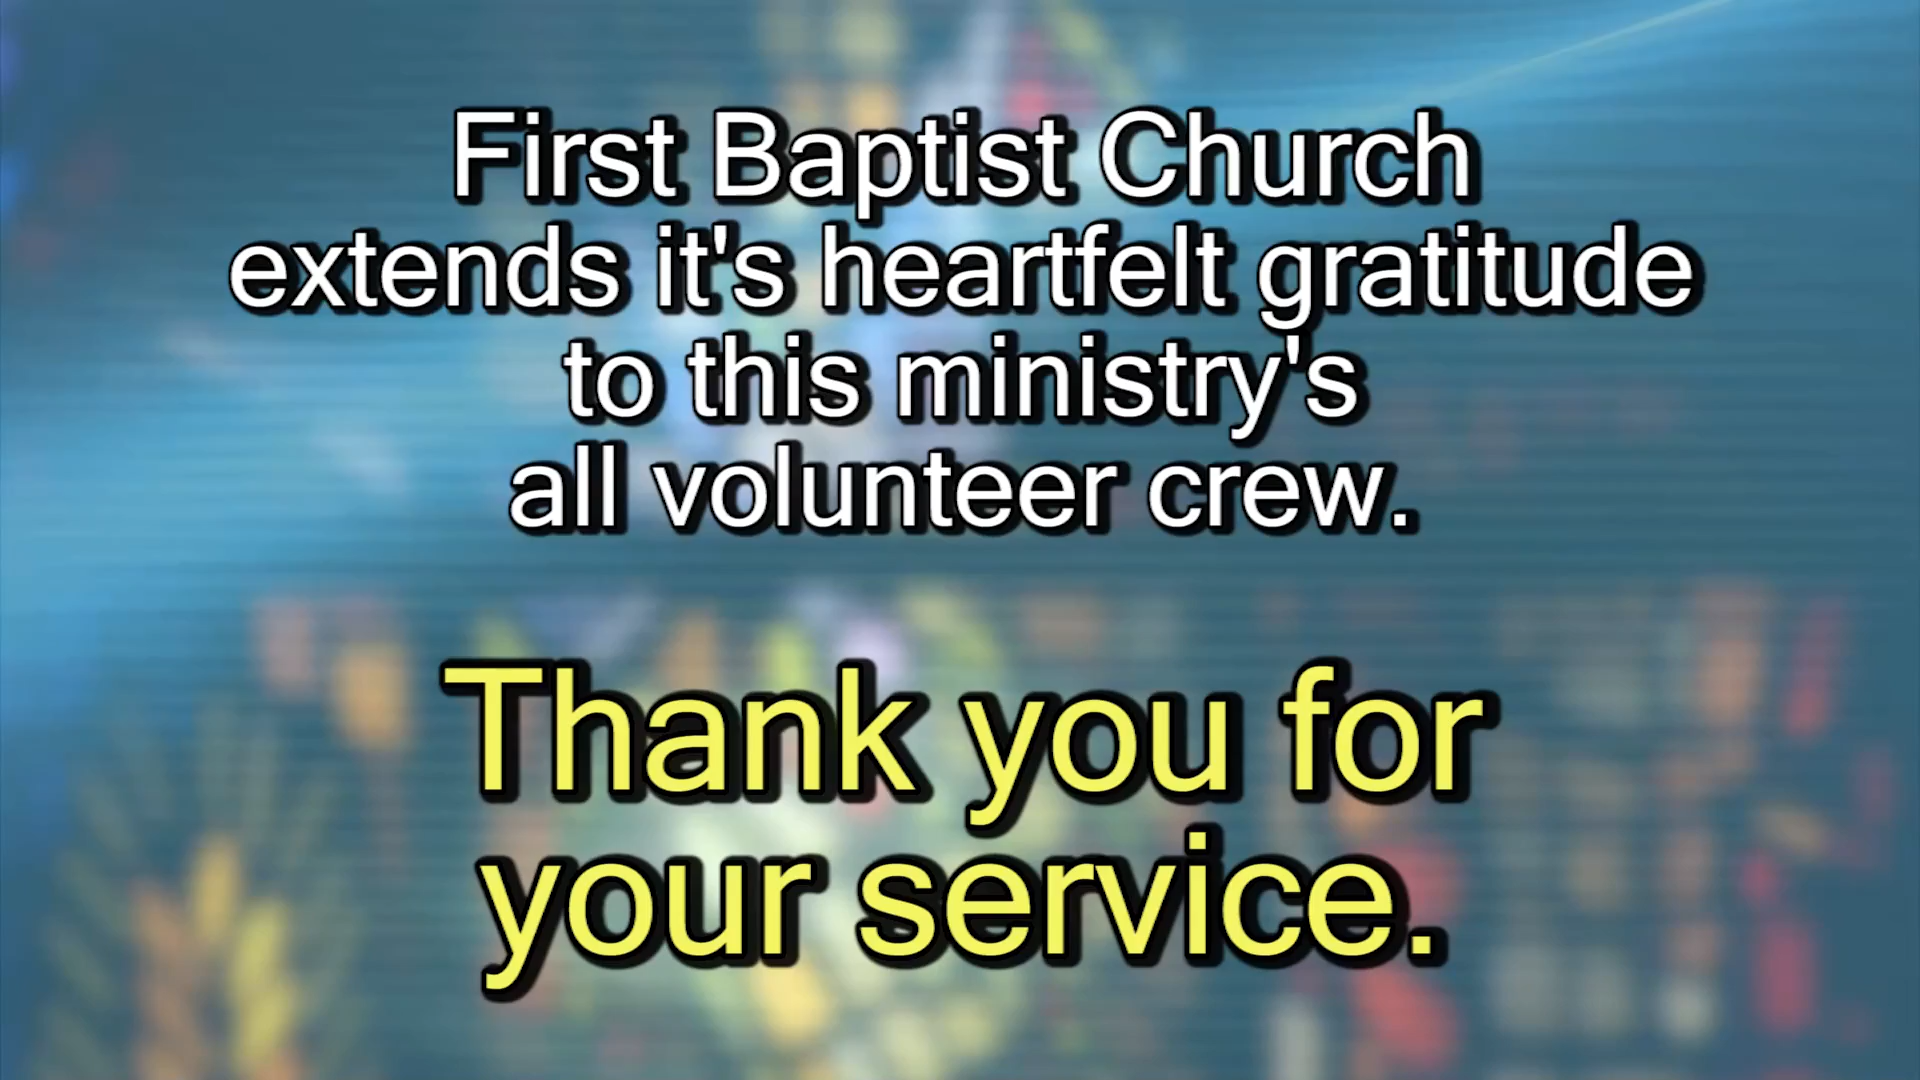 First Baptist Church
extends it's heartfelt gratitude
to this ministry's
all volunteer crew.
Thank you for
your service.